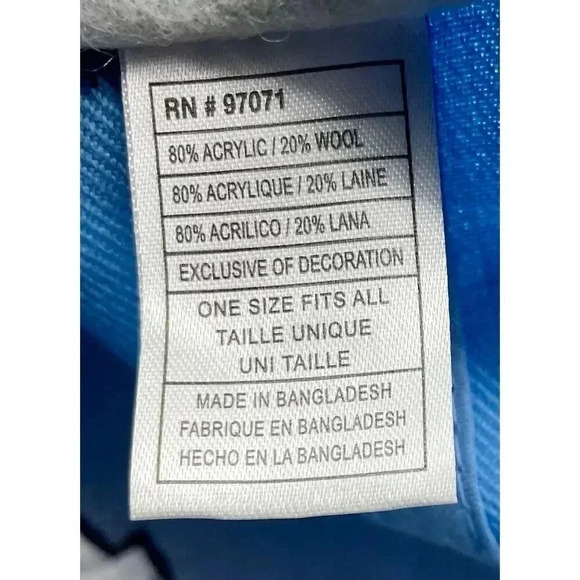 RN # 97071
80% ACRYLIC / 20% WOOL
80% ACRYLIQUE / 20% LAINE
80% ACRILICO / 20% LANA
EXCLUSIVE OF DECORATION
ONE SIZE FITS ALL
TAILLE UNIQUE
UNI TAILLE
MADE IN BANGLADESH
FABRIQUE EN BANGLADESH
HECHO EN LA BANGLADESH